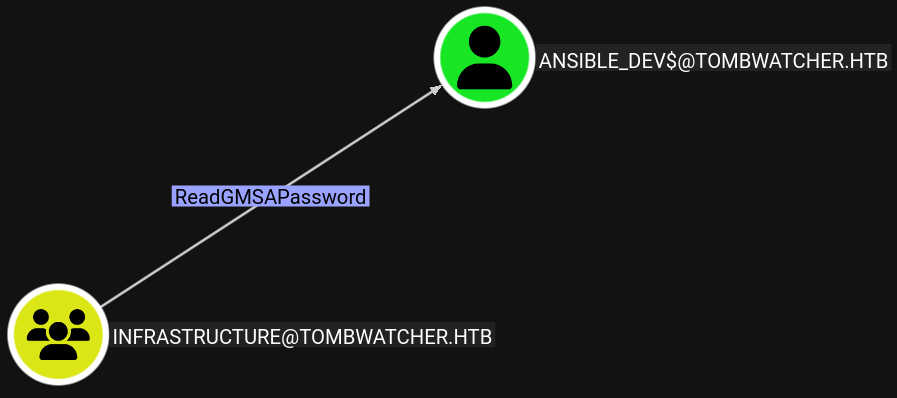 ANSIBLE_DEV$@TOMBWATCHER.HTB
ReadGMSAPassword
INFRASTRUCTURE@TOMBWATCHER.HTB